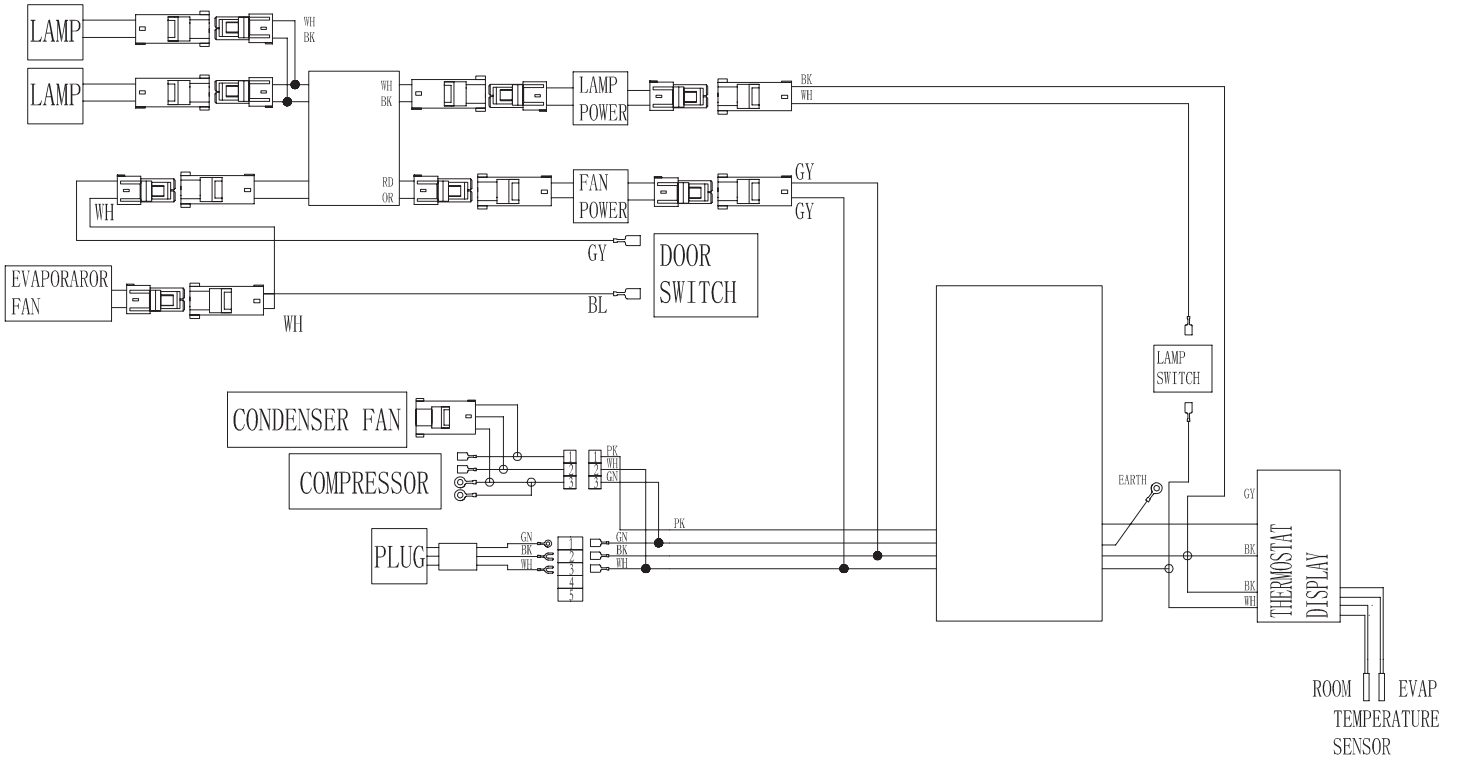 LAMP
WH
BK
LAMP
WH
BK
LAMP
POWER
BK
WH
RD
OR
FAN
POWER
GY
GY
WH
GY
DOOR
SWITCH
EVAPORAROR
FAN
BL
WH
LAMP
SWITCH
CONDENSER FAN
COMPRESSOR
1
2
3
1
2
3
PK
WH
GN
EARTH
PK
PLUG
GN
BK
WH
1
2
3
4
5
GN
BK
WH
GY
BK
BK
WH
THERMOSTAT
DISPLAY
ROOM
EVAP
TEMPERATURE
SENSOR